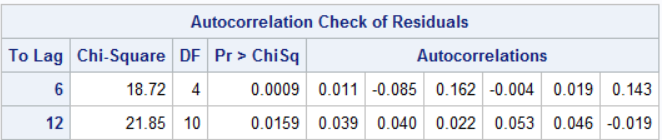 Autocorrelation Check of Residuals
To Lag Chi-Square DF Pr > ChiSq Autocorrelations
6 18.72 4 0.0009 0.011 -0.085 0.162 -0.004 0.019 0.143
12 21.85 10 0.0159 0.039 0.040 0.022 0.053 0.046 -0.019